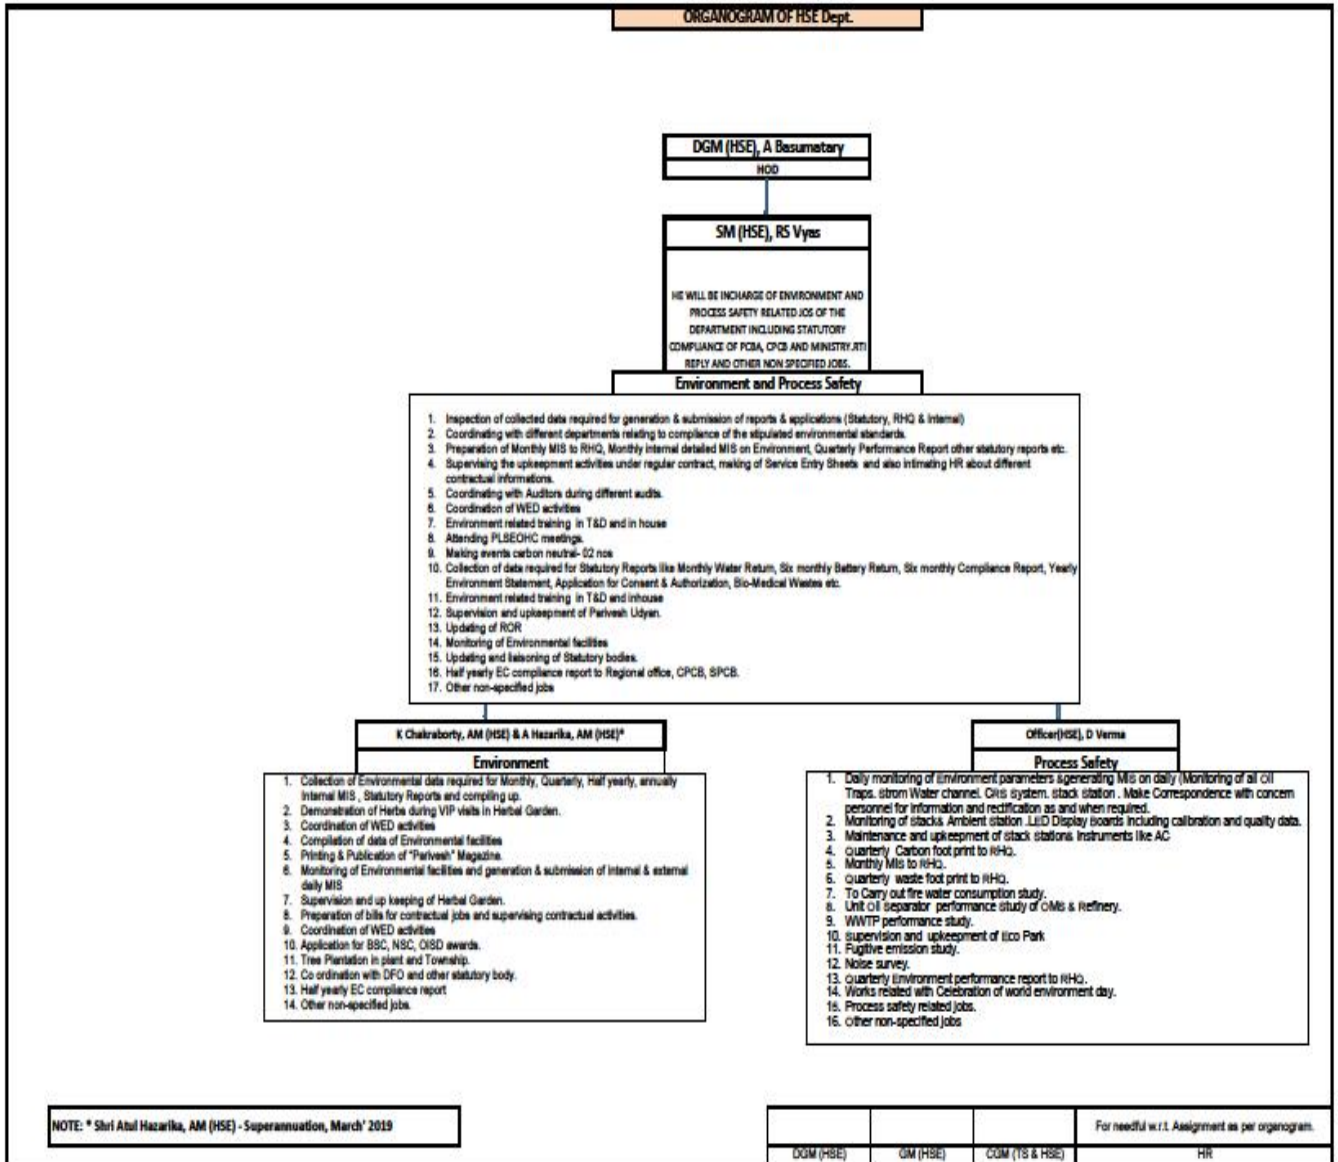 ORGANOGRAM OF HSE Dept.
DGM (HSE), A Basumatary
HOD
SM (HSE), RS Vyas
HE WILL BE INCHARGE OF ENVIRONMENT AND
PROCESS SAFETY RELATED JOS OF THE
DEPARTMENT INCLUDING STATUTORY
COMPLIANCE OF PCBA, CPCB AND MINISTRY.RTI
REPLY AND OTHER NON SPECIFIED JOBS.
Environment and Process Safety
1. Inspection of collected data required for generation & submission of reports & applications (Statutory, RHQ & Internal)
2. Coordinating with different departments relating to compliance of the stipulated environmental standards.
3. Preparation of Monthly MIS to RHQ, Monthly internal detailed MIS on Environment, Quarterly Performance Report other statutory reports etc.
4. Supervising the upkeepment activities under regular contract, making of Service Entry Sheets and also intimating HR about different
contractual informations.
5. Coordinating with Auditors during different audits.
6. Coordination of WED activities
7. Environment related training in T&D and in house
8. Attending PLSEOHC meetings.
9. Making events carbon neutral- 02 nos
10. Collection of data required for Statutory Reports like Monthly Water Return, Six monthly Battery Return, Six monthly Compliance Report, Yearly
Environment Statement, Application for Consent & Authorization, Bio-Medical Wastes etc.
11. Environment related training in T&D and inhouse
12. Supervision and upkeepment of Parivesh Udyan.
13. Updating of ROR
14. Monitoring of Environmental facilities
15. Updating and liaisoning of Statutory bodies.
16. Half yearly EC compliance report to Regional office, CPCB, SPCB.
17. Other non-specified jobs
K Chakraborty, AM (HSE) & A Hazarika, AM (HSE)*
Environment
1. Collection of Environmental data required for Monthly, Quarterly, Half yearly, annually
Internal MIS , Statutory Reports and compiling up.
2. Demonstration of Herbs during VIP visits in Herbal Garden.
3. Coordination of WED activities
4. Compilation of data of Environmental facilities
5. Printing & Publication of "Parivesh" Magazine.
6. Monitoring of Environmental facilities and generation & submission of internal & external
daily MIS
7. Supervision and up keeping of Herbal Garden.
8. Preparation of bills for contractual jobs and supervising contractual activities.
9. Coordination of WED activities
10. Application for BSC, NSC, OISD awards.
11. Tree Plantation in plant and Township.
12. Co ordination with DFO and other statutory body.
13. Half yearly EC compliance report
14. Other non-specified jobs.
Officer(HSE), D Verma
Process Safety
1. Daily monitoring of Environment parameters &generating MIS on daily (Monitoring of all Oil
Traps. Strom Water channel. CRS System. Stack Station . Make Correspondence with concern
personnel for information and rectification as and when required.
2. Monitoring of Stacks Ambient Station .LED Display Boards including calibration and quality data.
3. Maintenance and upkeepment of Stack Stations Instruments like AC
4. Quarterly Carbon foot print to RHQ.
5. Monthly MIS to RHQ.
6. Quarterly waste foot print to RHQ.
7. To Carry out fire water consumption study.
8. Unit Oil Separator performance Study of OMS & Refinery.
9. WWTP performance study.
10. Supervision and upkeepment of Eco Park
11. Fugitive emission study.
12. Noise survey.
13. Quarterly Environment performance report to RHQ.
14. Works related with Celebration of world environment day.
15. Process safety related jobs.
16. Other non-specified jobs
NOTE: * Shri Atul Hazarika, AM (HSE) - Superannuation, March' 2019
For needful w.r.t. Assignment as per organogram.
DGM (HSE) GM (HSE) CGM (TS & HSE) HR